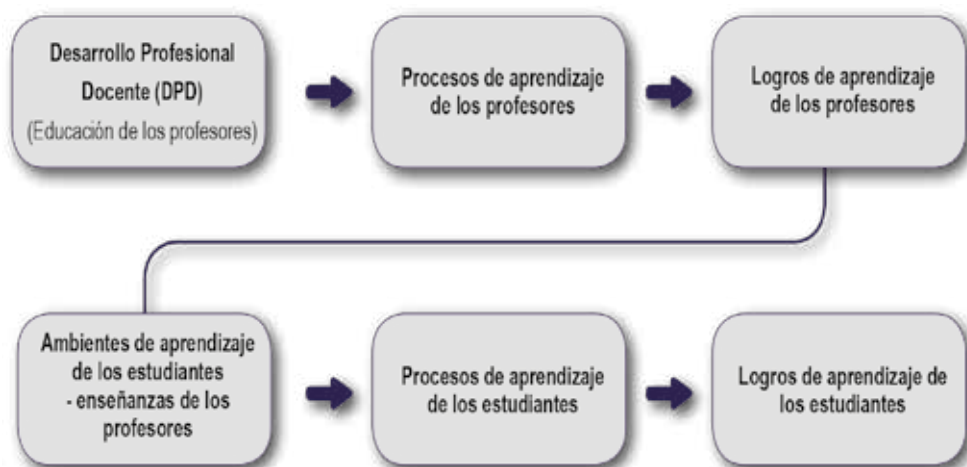 Desarrollo Profesional
Docente (DPD)
(Educación de los profesores)
Procesos de aprendizaje
de los profesores
Logros de aprendizaje
de los profesores
Ambientes de aprendizaje
de los estudiantes
- enseñanzas de los
profesores
Procesos de aprendizaje
de los estudiantes
Logros de aprendizaje de
los estudiantes